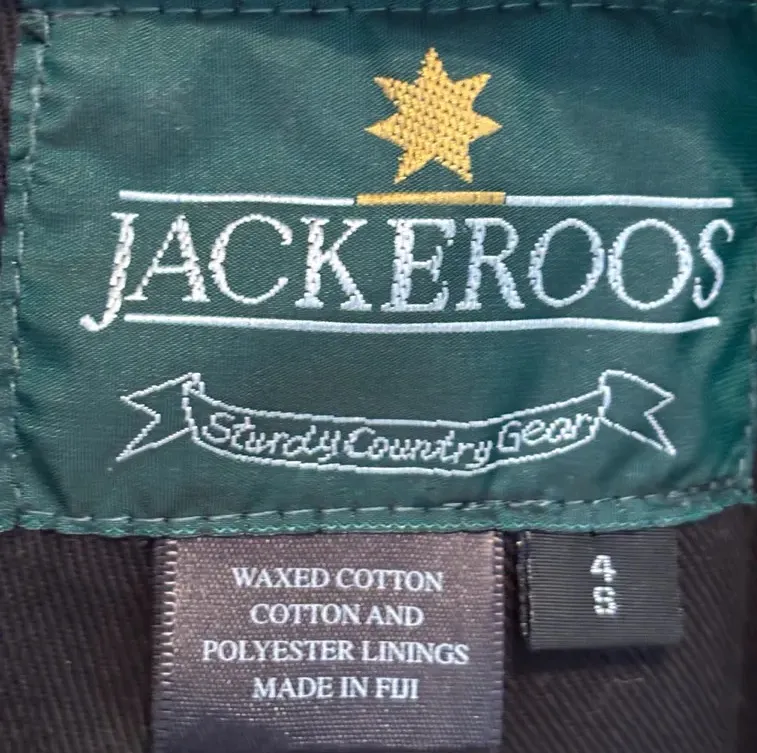 JACKEROOS
Sturdy Country Gear
WAXED COTTON
COTTON AND
POLYESTER LININGS
MADE IN FIJI
4
S